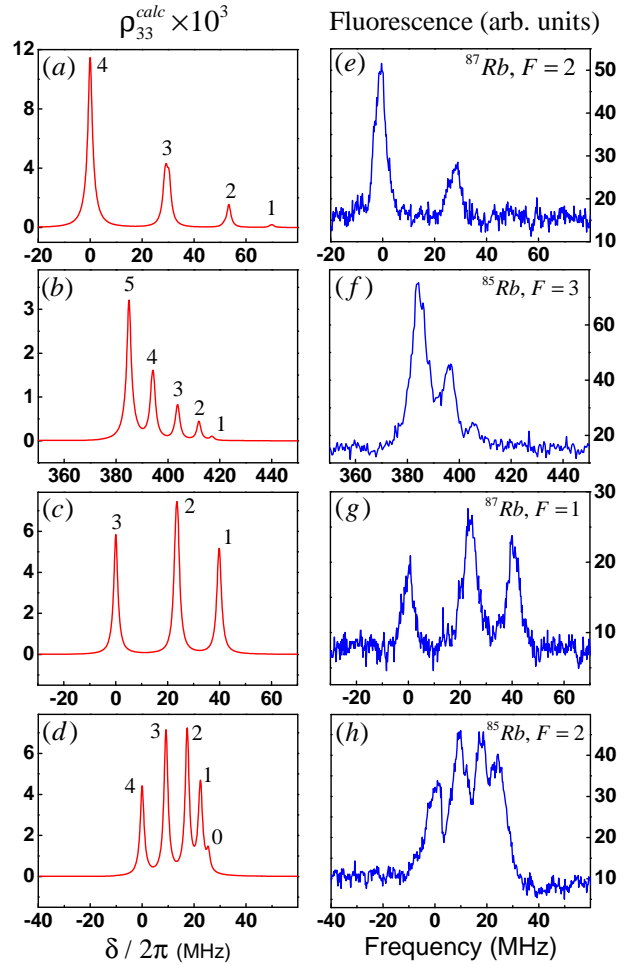 ρ₃₃^calc ×10³ Fluorescence (arb. units)
(a) 4 3 2 1
12
8
4
0
-20 0 20 40 60
(e) ⁸⁷Rb, F = 2
50
40
30
20
10
-20 0 20 40 60
(b) 5 4 3 2 1
3
2
1
0
360 380 400 420 440
(f) ⁸⁵Rb, F = 3
60
40
20
360 380 400 420 440
(c) 3 2 1
6
4
2
0
-20 0 20 40 60
(g) ⁸⁷Rb, F = 1
30
20
10
-20 0 20 40 60
(d) 4 3 2 1 0
6
4
2
0
-40 -20 0 20 40 60
δ / 2π (MHz)
(h) ⁸⁵Rb, F = 2
40
30
20
10
-40 -20 0 20 40 60
Frequency (MHz)